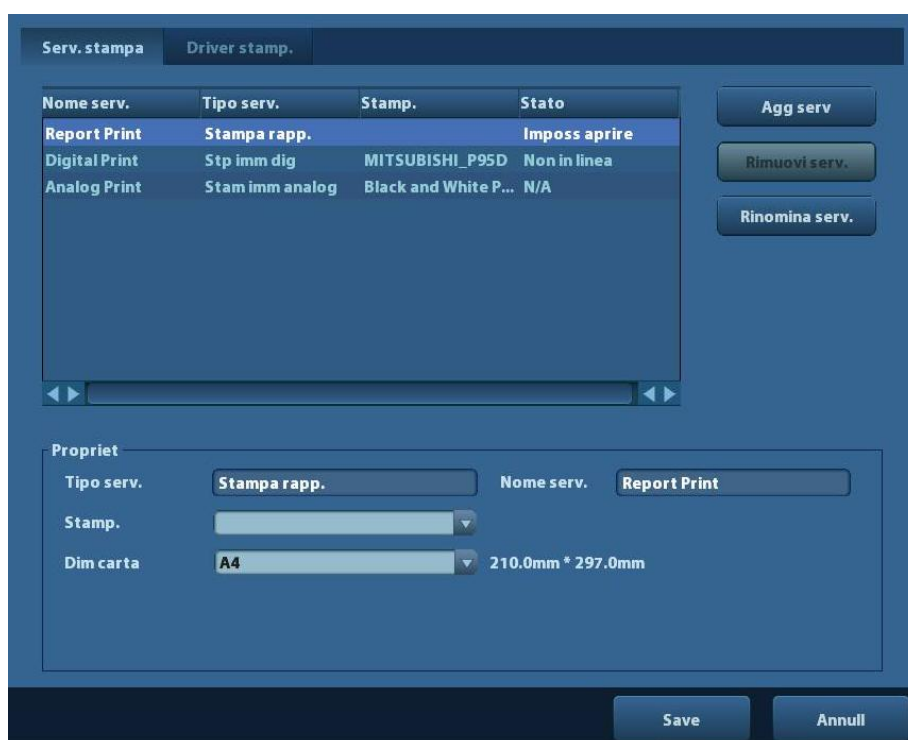 Serv. stampa Driver stamp.
Nome serv. Tipo serv. Stamp. Stato
Report Print Stampa rapp. Imposs aprire
Digital Print Stp imm dig MITSUBISHI_P95D Non in linea
Analog Print Stam imm analog Black and White P... N/A
Agg serv
Rimuovi serv.
Rinomina serv.
Propriet
Tipo serv. Stampa rapp. Nome serv. Report Print
Stamp.
Dim carta A4 210.0mm * 297.0mm
Save Annull